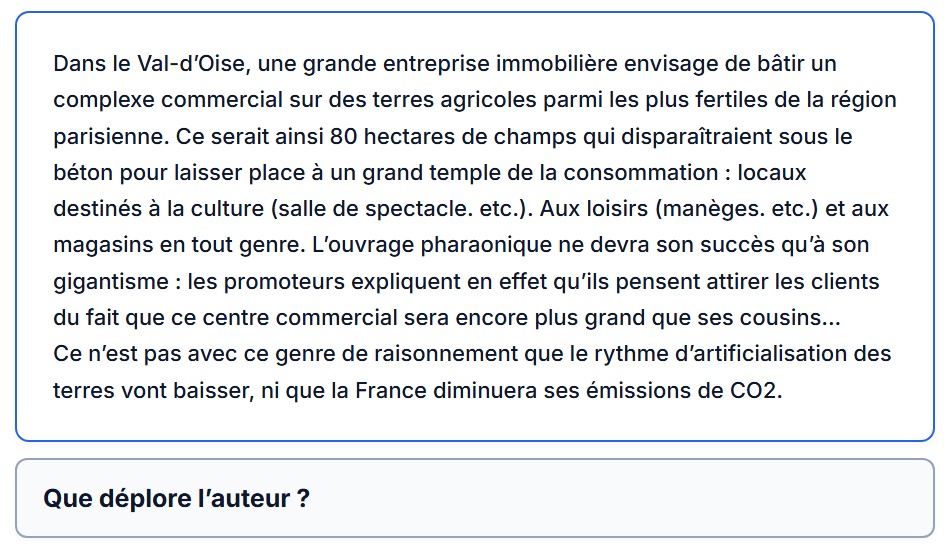 Dans le Val-d’Oise, une grande entreprise immobilière envisage de bâtir un
complexe commercial sur des terres agricoles parmi les plus fertiles de la région
parisienne. Ce serait ainsi 80 hectares de champs qui disparaîtraient sous le
béton pour laisser place à un grand temple de la consommation : locaux
destinés à la culture (salle de spectacle. etc.). Aux loisirs (manèges. etc.) et aux
magasins en tout genre. L’ouvrage pharaonique ne devra son succès qu’à son
gigantisme : les promoteurs expliquent en effet qu’ils pensent attirer les clients
du fait que ce centre commercial sera encore plus grand que ses cousins...
Ce n’est pas avec ce genre de raisonnement que le rythme d’artificialisation des
terres vont baisser, ni que la France diminuera ses émissions de CO2.
Que déplore l’auteur ?